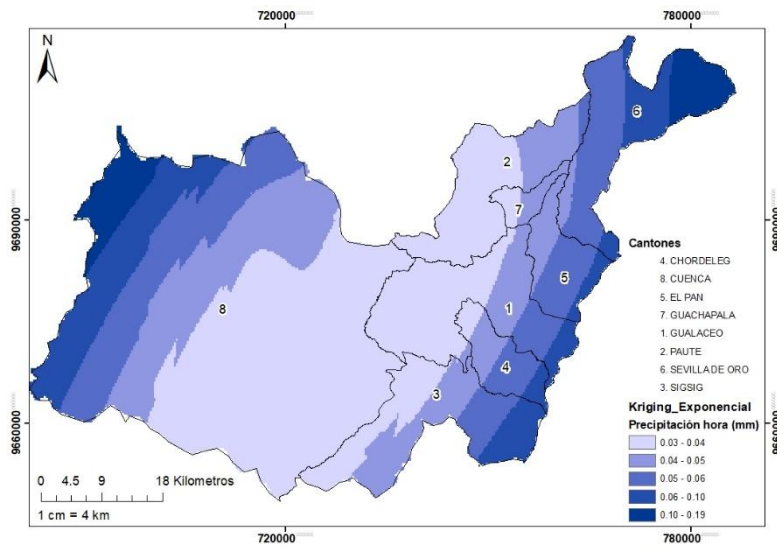 720000 780000
N
6
2
7
9690000 9690000
Cantones
4. CHORDELEG
8. CUENCA
5. EL PAN
7. GUACHAPALA
1. GUALACEO
2. PAUTE
6. SEVILLA DE ORO
3. SIGSIG
5
8
1
4
3
Kriging_Exponencial
Precipitación hora (mm)
0.03 - 0.04
0.04 - 0.05
0.05 - 0.06
0.06 - 0.10
0.10 - 0.19
9660000 9660000
0 4.5 9 18 Kilometros
1 cm = 4 km
720000 780000